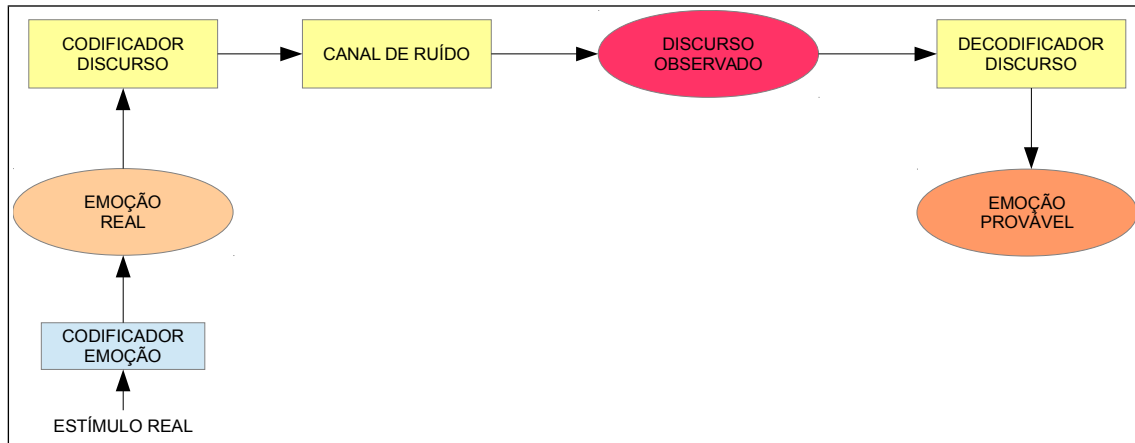 CODIFICADOR
DISCURSO
CANAL DE RUÍDO
DISCURSO
OBSERVADO
DECODIFICADOR
DISCURSO
EMOÇÃO
REAL
EMOÇÃO
PROVÁVEL
CODIFICADOR
EMOÇÃO
ESTÍMULO REAL